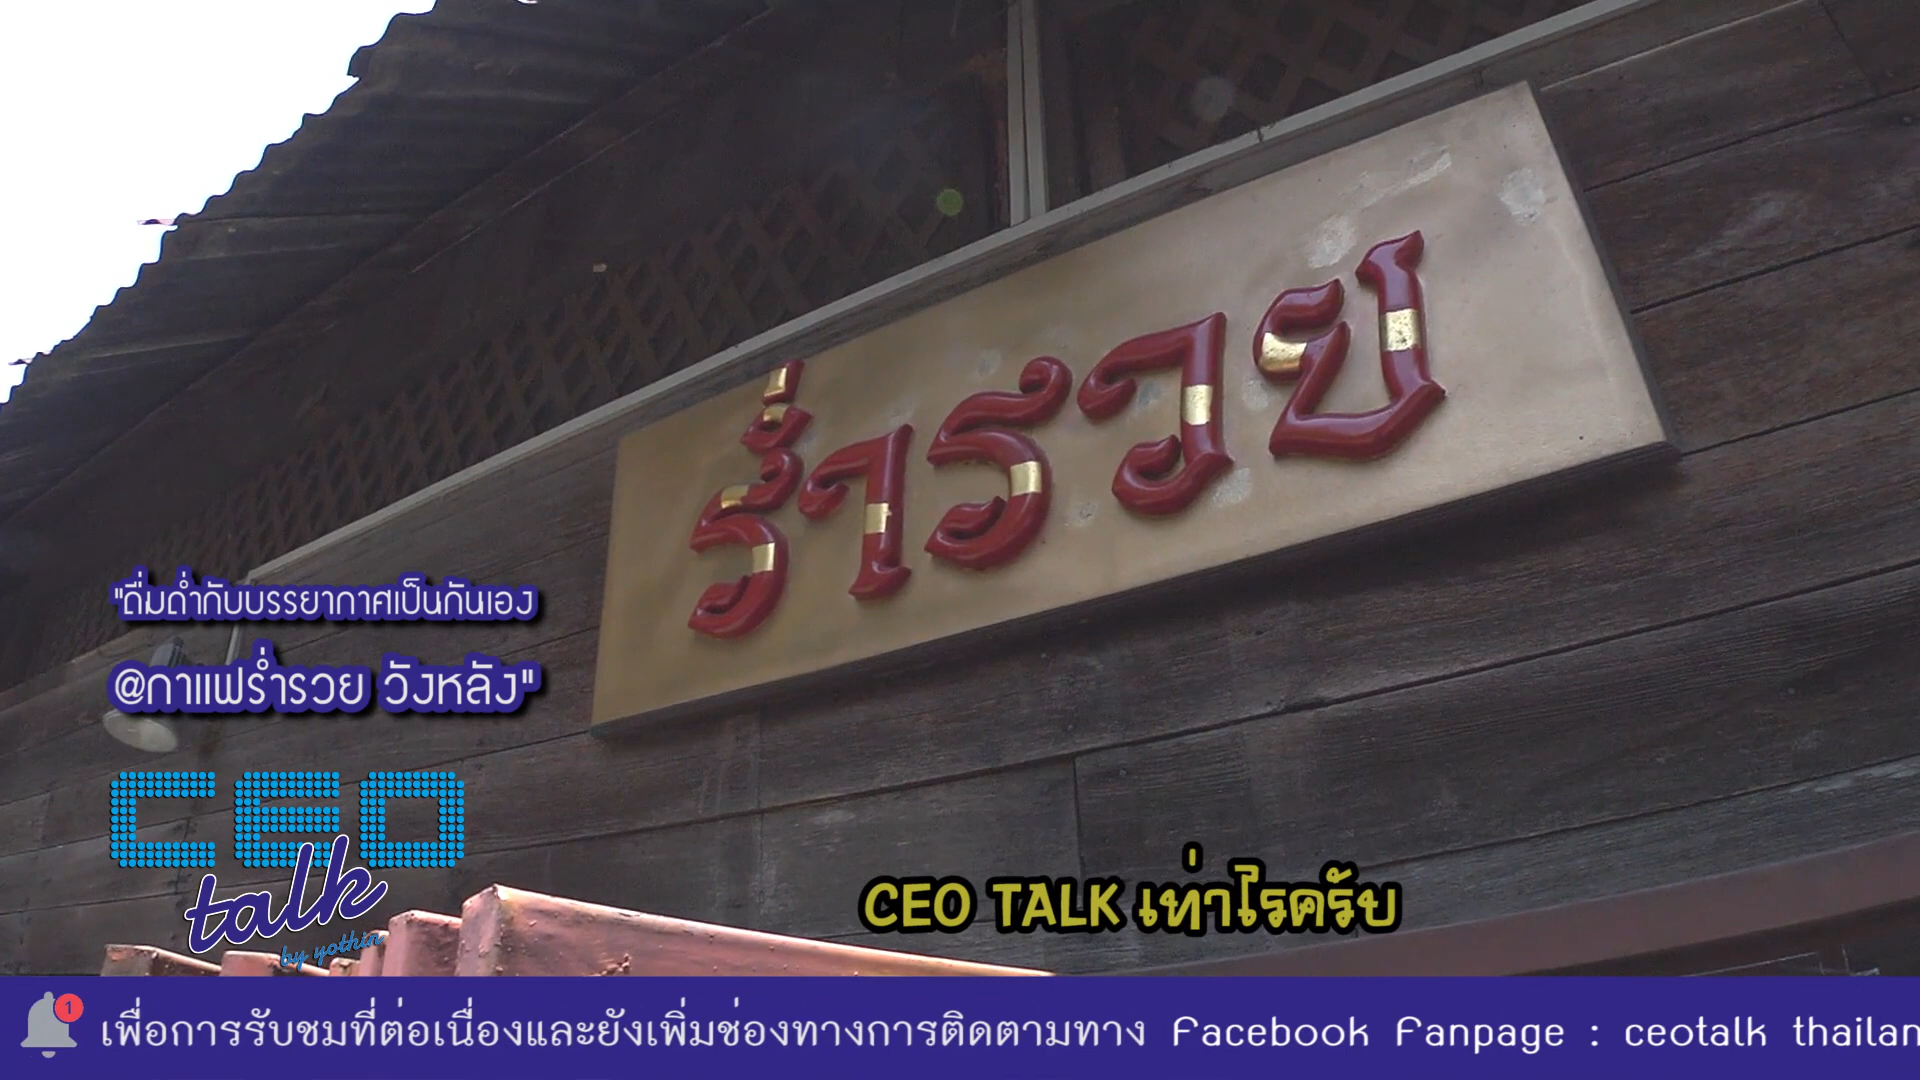 ร่ำรวย
"ดื่มด่ำกับบรรยากาศเป็นกันเอง
@กาแฟร่ำรวย วังหลัง"
CEO
talk
by yothin
CEO TALK เท่าไรครับ
1
เพื่อการรับชมที่ต่อเนื่องและยังเพิ่มช่องทางการติดตามทาง Facebook Fanpage : ceotalk thailan